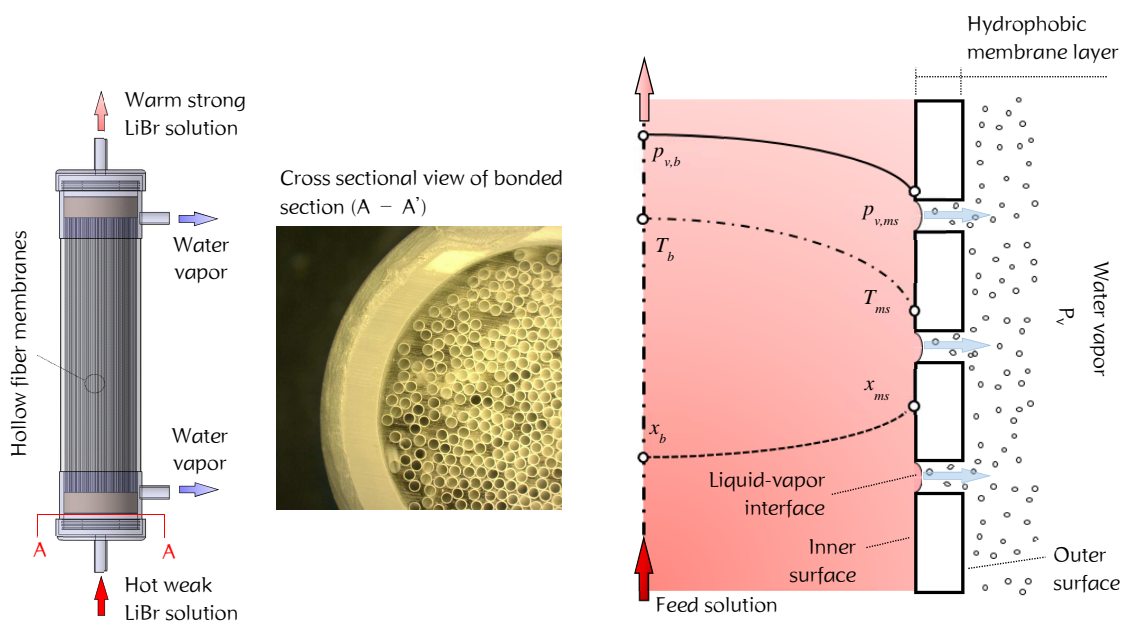 Warm strong
LiBr solution
Hollow fiber membranes
Water
vapor
Water
vapor
A
A
Hot weak
LiBr solution
Cross sectional view of bonded
section (A – A’)
Hydrophobic
membrane layer
p_{v,b}
p_{v,ms}
T_b
T_{ms}
x_{ms}
x_b
Water vapor
P_v
Liquid-vapor
interface
Inner
surface
Outer
surface
Feed solution